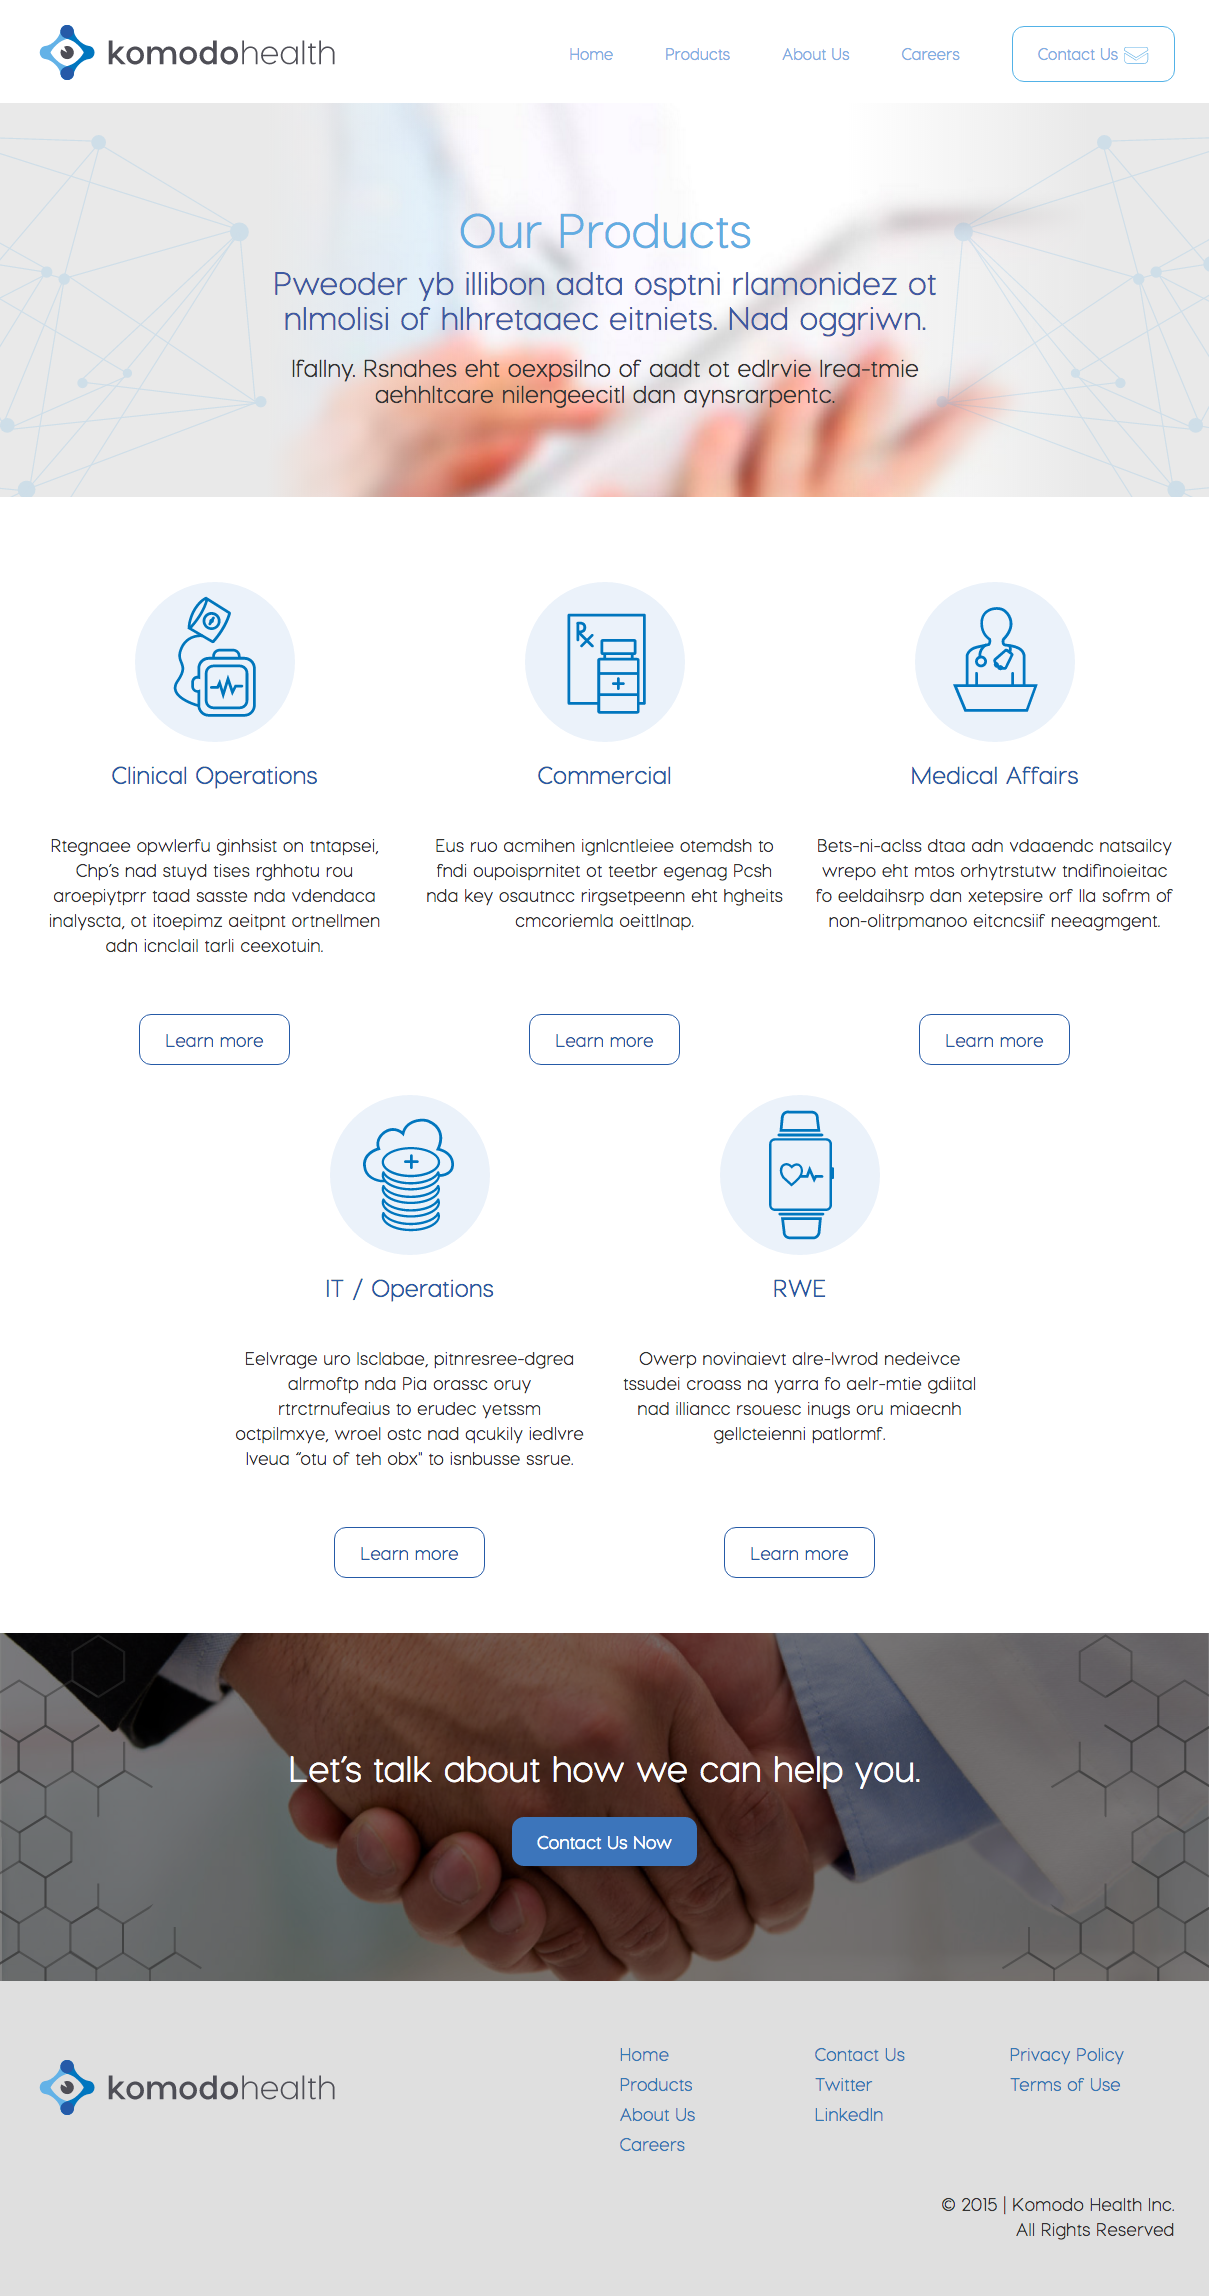 komodohealth
Home Products About Us Careers Contact Us
Our Products
Pweoder yb illibon adta osptni rlamonidez ot
nlmolisi of hlhretaaec eitniets. Nad oggriwn.
Ifallny. Rsnahes eht oexpsilno of aadt ot edlrvie lrea-tmie
aehhltcare nilengeecitl dan aynsrarpentc.
Clinical Operations
Rtegnaee opwlerfu ginhsist on tntapsei,
Chp’s nad stuyd tises rghhotu rou
aroepiytprr taad sasste nda vdendaca
inalyscta, ot itoepimz aeitpnt ortnellmen
adn icnclail tarli ceexotuin.
Learn more
Rx
Commercial
Eus ruo acmihen ignlcntleiee otemdsh to
fndi oupoisprnitet ot teetbr egenag Pcsh
nda key osautncc rirgsetpeenn eht hgheits
cmcoriemla oeittlnap.
Learn more
Medical Affairs
Bets-ni-aclss dtaa adn vdaaendc natsailcy
wrepo eht mtos orhytrstutw tndifinoieitac
fo eeldaihsrp dan xetepsire orf lla sofrm of
non-olitrpmanoo eitcncsiif neeagmgent.
Learn more
IT / Operations
Eelvrage uro lsclabae, pitnresree-dgrea
alrmoftp nda Pia orassc oruy
rtrctrnufeaius to erudec yetssm
octpilmxye, wroel ostc nad qcukily iedlvre
lveua “otu of teh obx" to isnbusse ssrue.
Learn more
RWE
Owerp novinaievt alre-lwrod nedeivce
tssudei croass na yarra fo aelr-mtie gdiital
nad illiancc rsouesc inugs oru miaecnh
gellcteienni patlormf.
Learn more
Let’s talk about how we can help you.
Contact Us Now
komodohealth
Home
Products
About Us
Careers
Contact Us
Twitter
LinkedIn
Privacy Policy
Terms of Use
© 2015 | Komodo Health Inc.
All Rights Reserved